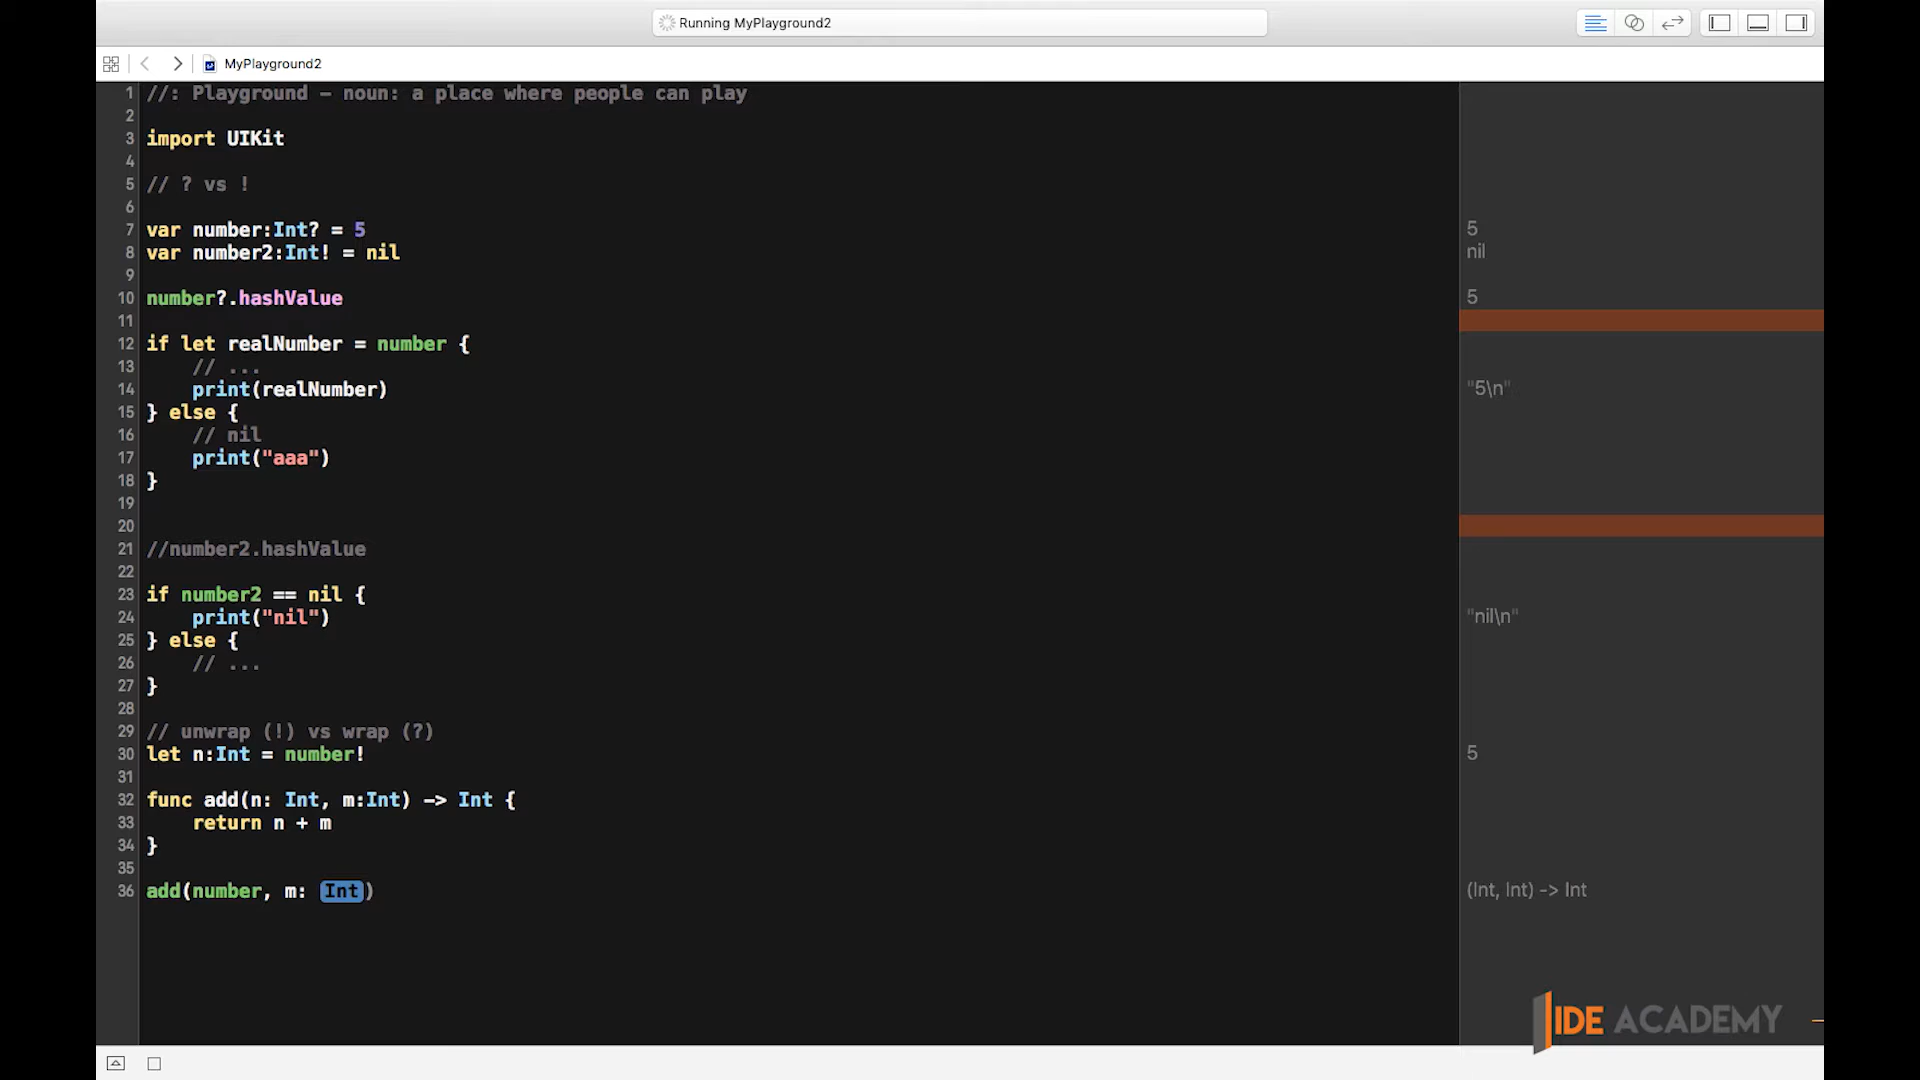 Running MyPlayground2
MyPlayground2
1 //: Playground - noun: a place where people can play
2
3 import UIKit
4
5 // ? vs !
6
7 var number:Int? = 5 5
8 var number2:Int! = nil nil
9
10 number?.hashValue 5
11
12 if let realNumber = number {
13 // ...
14 print(realNumber) "5\n"
15 } else {
16 // nil
17 print("aaa")
18 }
19
20
21 //number2.hashValue
22
23 if number2 == nil {
24 print("nil") "nil\n"
25 } else {
26 // ...
27 }
28
29 // unwrap (!) vs wrap (?)
30 let n:Int = number! 5
31
32 func add(n: Int, m:Int) -> Int {
33 return n + m
34 }
35
36 add(number, m: Int) (Int, Int) -> Int
IDE ACADEMY